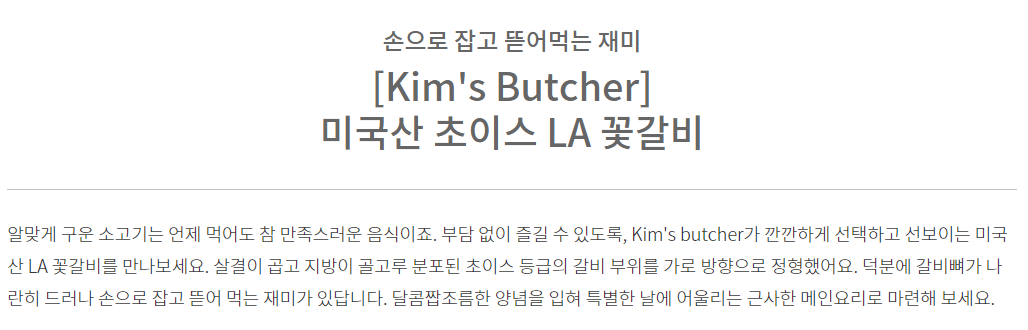 손으로 잡고 뜯어먹는 재미
[Kim's Butcher]
미국산 초이스 LA 꽃갈비
알맞게 구운 소고기는 언제 먹어도 참 만족스러운 음식이죠. 부담 없이 즐길 수 있도록, Kim's butcher가 깐깐하게 선택하고 선보이는 미국
산 LA 꽃갈비를 만나보세요. 살결이 곱고 지방이 골고루 분포된 초이스 등급의 갈비 부위를 가로 방향으로 정형했어요. 덕분에 갈비뼈가 나
란히 드러나 손으로 잡고 뜯어 먹는 재미가 있답니다. 달콤짭조름한 양념을 입혀 특별한 날에 어울리는 근사한 메인요리로 마련해 보세요.